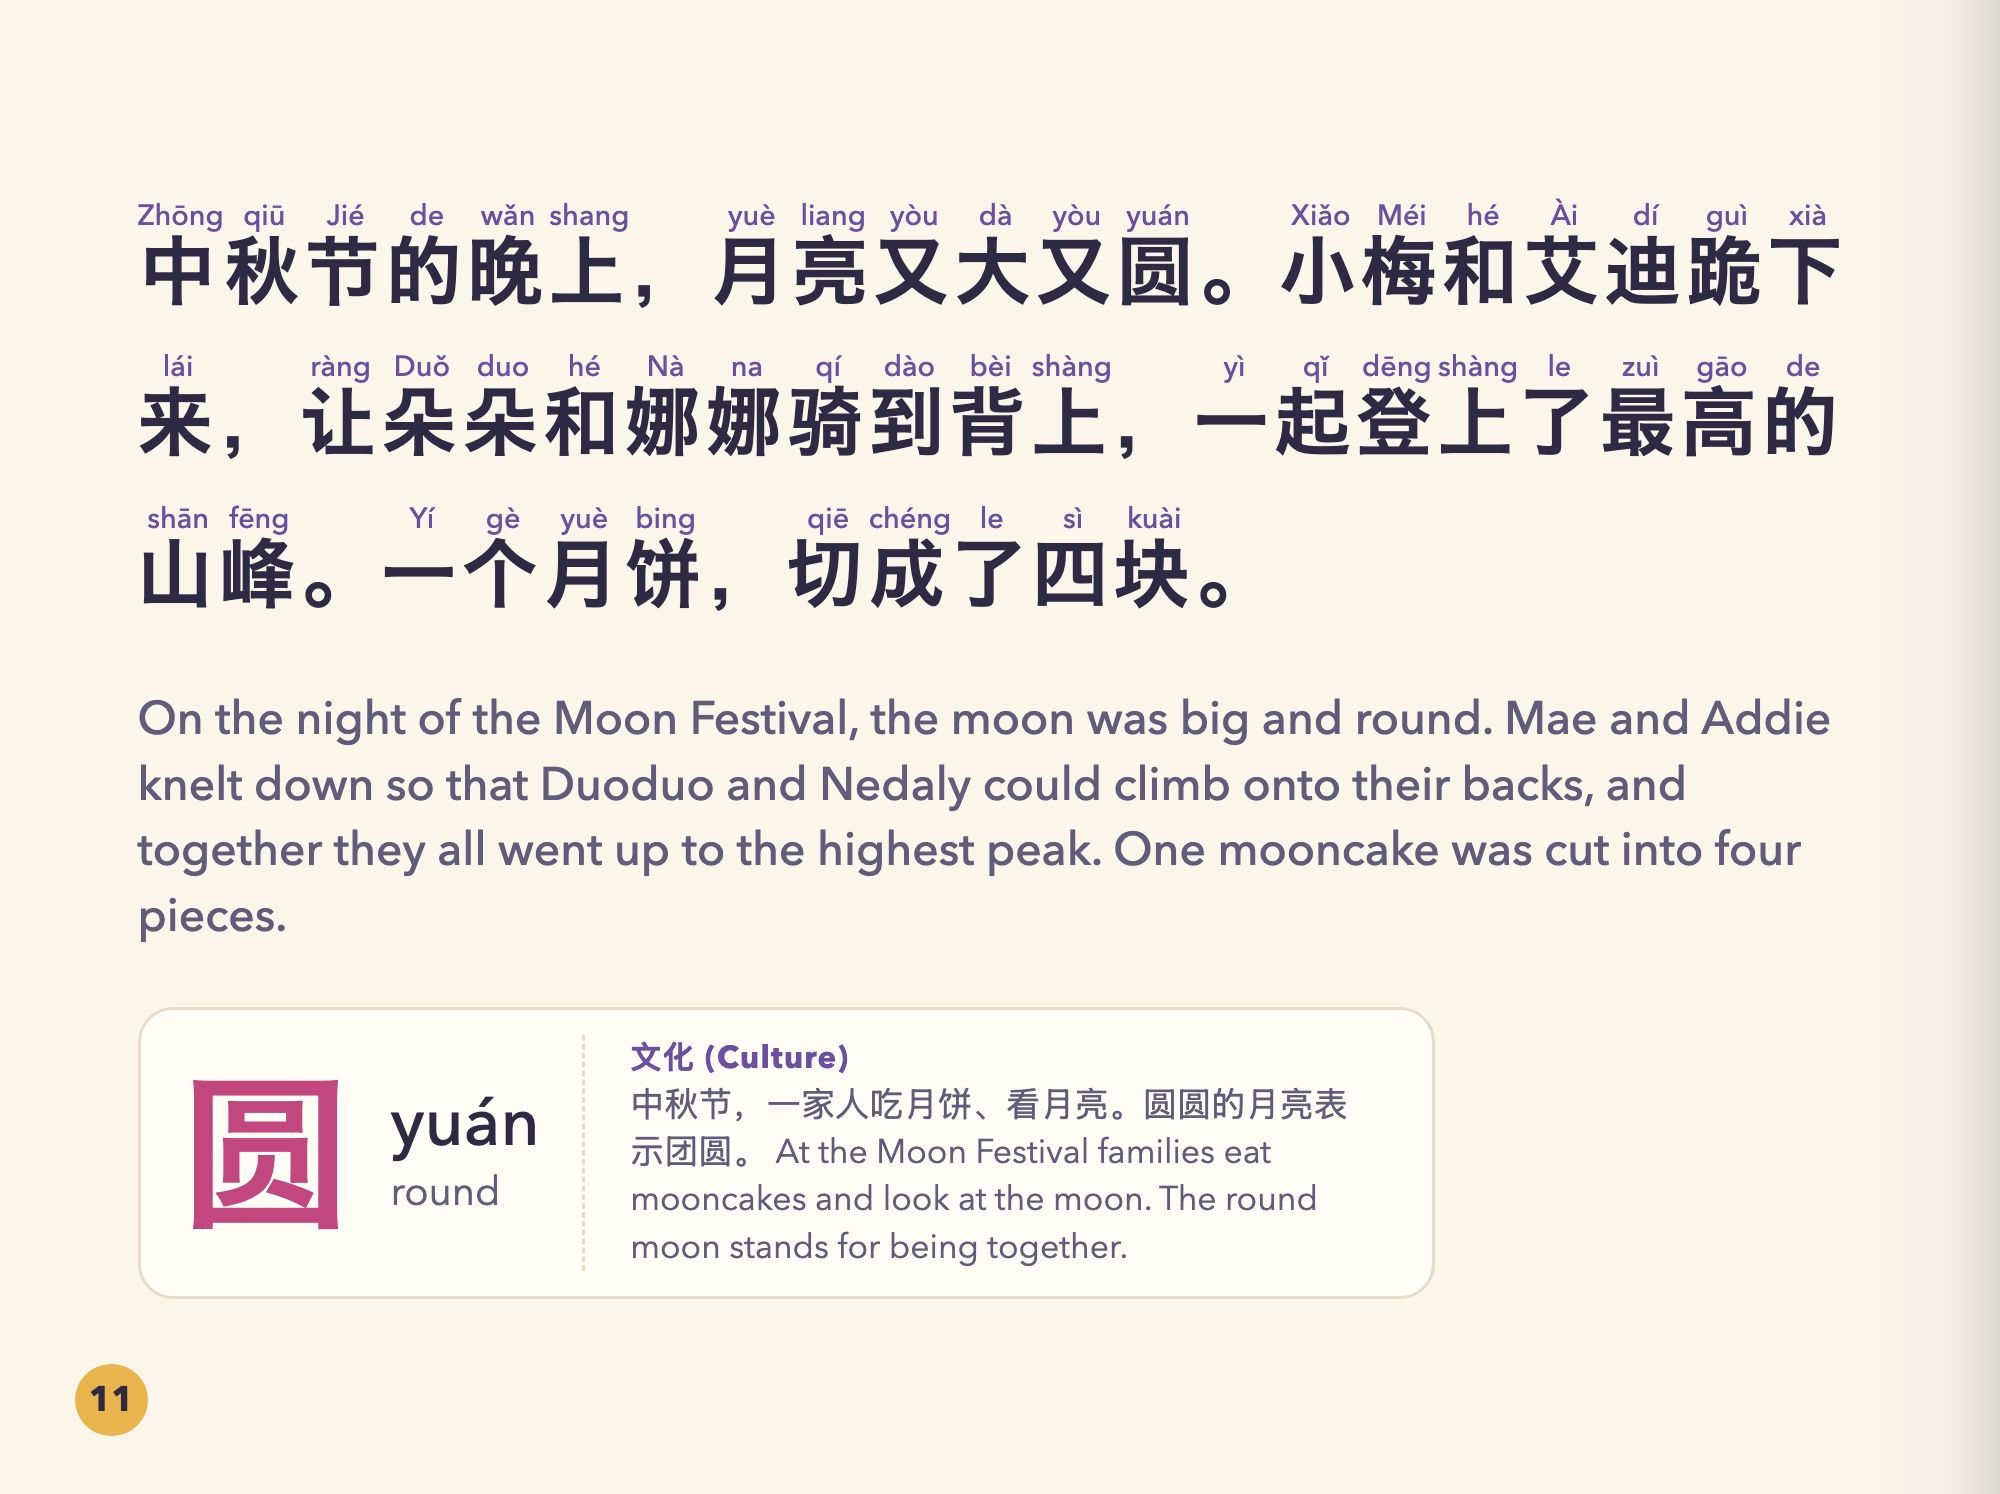 Zhōng qiū Jié de wǎn shang yuè liang yòu dà yòu yuán Xiǎo Méi hé Ài dí guì xià
中秋节的晚上，月亮又大又圆。小梅和艾迪跪下
lái ràng Duǒ duo hé Nà na qí dào bèi shàng yì qǐ dēng shàng le zuì gāo de
来，让朵朵和娜娜骑到背上，一起登上了最高的
shān fēng Yí gè yuè bing qiē chéng le sì kuài
山峰。一个月饼，切成了四块。
On the night of the Moon Festival, the moon was big and round. Mae and Addie
knelt down so that Duoduo and Nedaly could climb onto their backs, and
together they all went up to the highest peak. One mooncake was cut into four
pieces.
圆
yuán
round
文化 (Culture)
中秋节，一家人吃月饼、看月亮。圆圆的月亮表
示团圆。 At the Moon Festival families eat
mooncakes and look at the moon. The round
moon stands for being together.
11